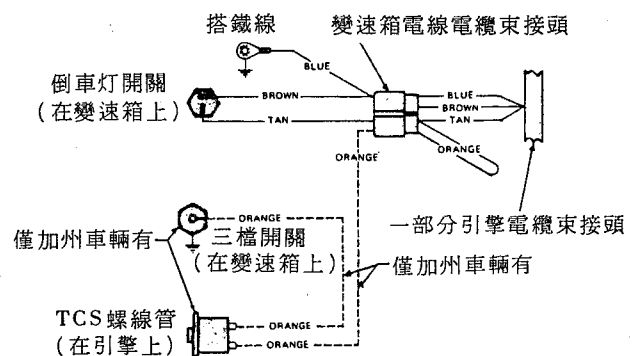 搭鐵線
變速箱電線電纜束接頭
BLUE
倒車灯開關
(在變速箱上)
BROWN
TAN
BLUE
BROWN
TAN
ORANGE
ORANGE
一部分引擎電纜束接頭
ORANGE
僅加州車輛有
三檔開關
(在變速箱上)
僅加州車輛有
TCS螺線管
(在引擎上)
ORANGE
ORANGE